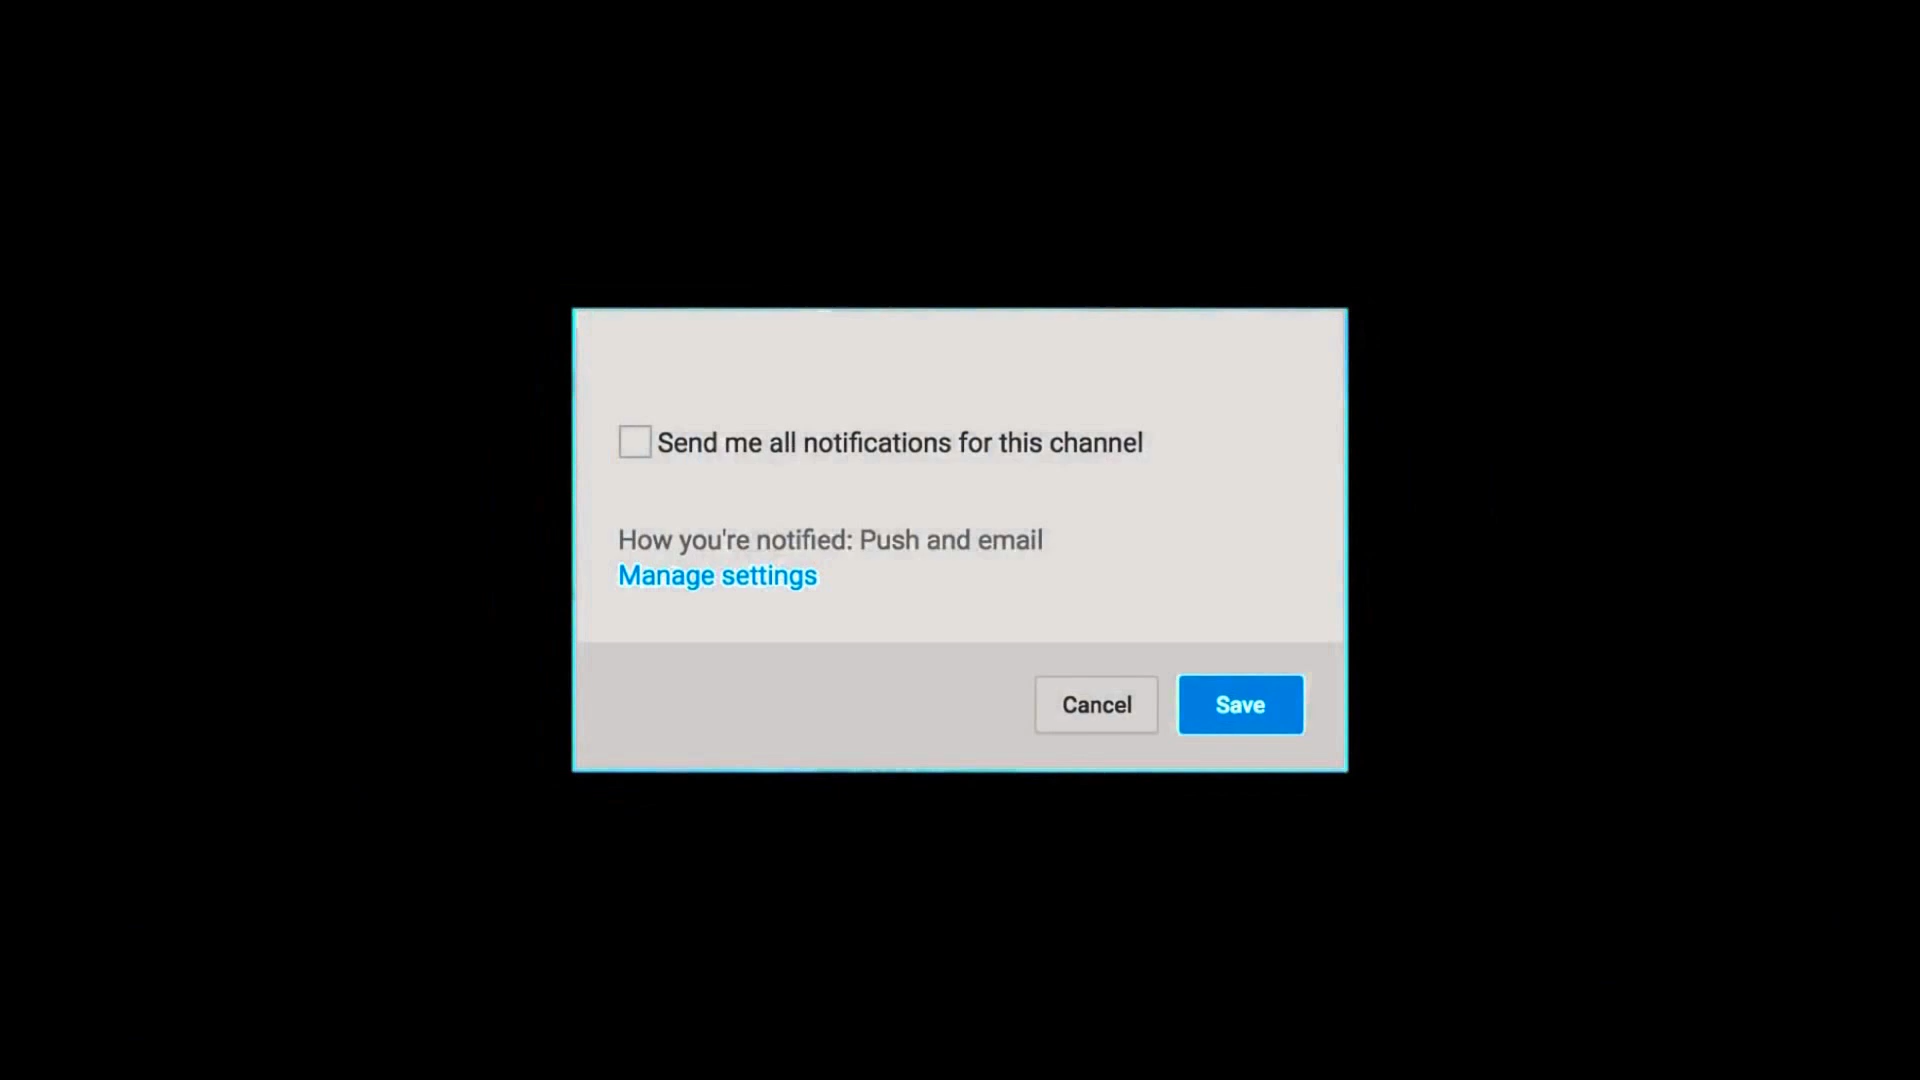 Send me all notifications for this channel
How you're notified: Push and email
Manage settings
Cancel Save